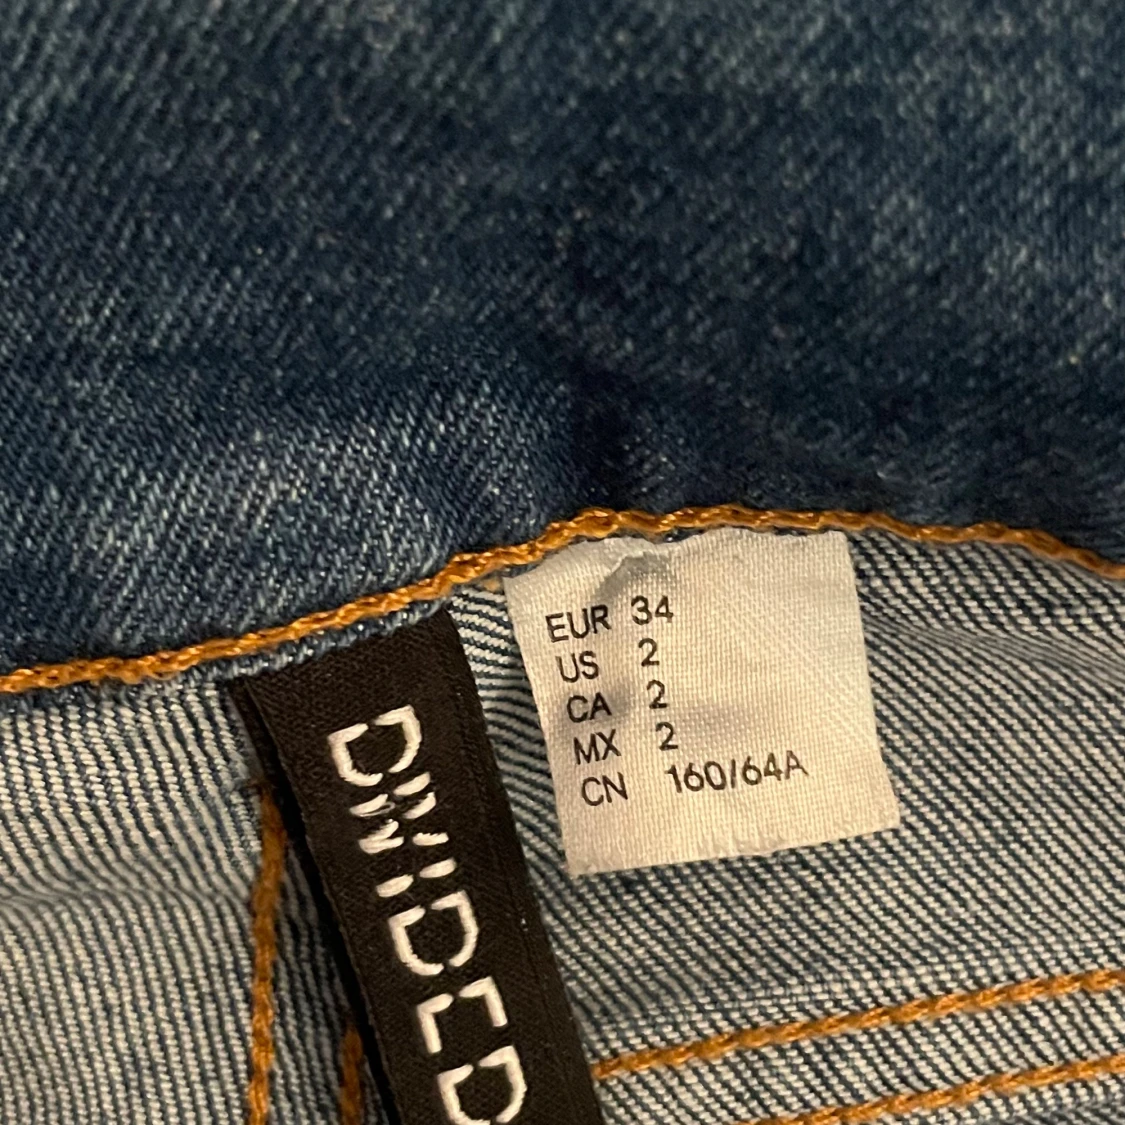 EUR 34
US 2
CA 2
MX 2
CN 160/64A
DIVIDED